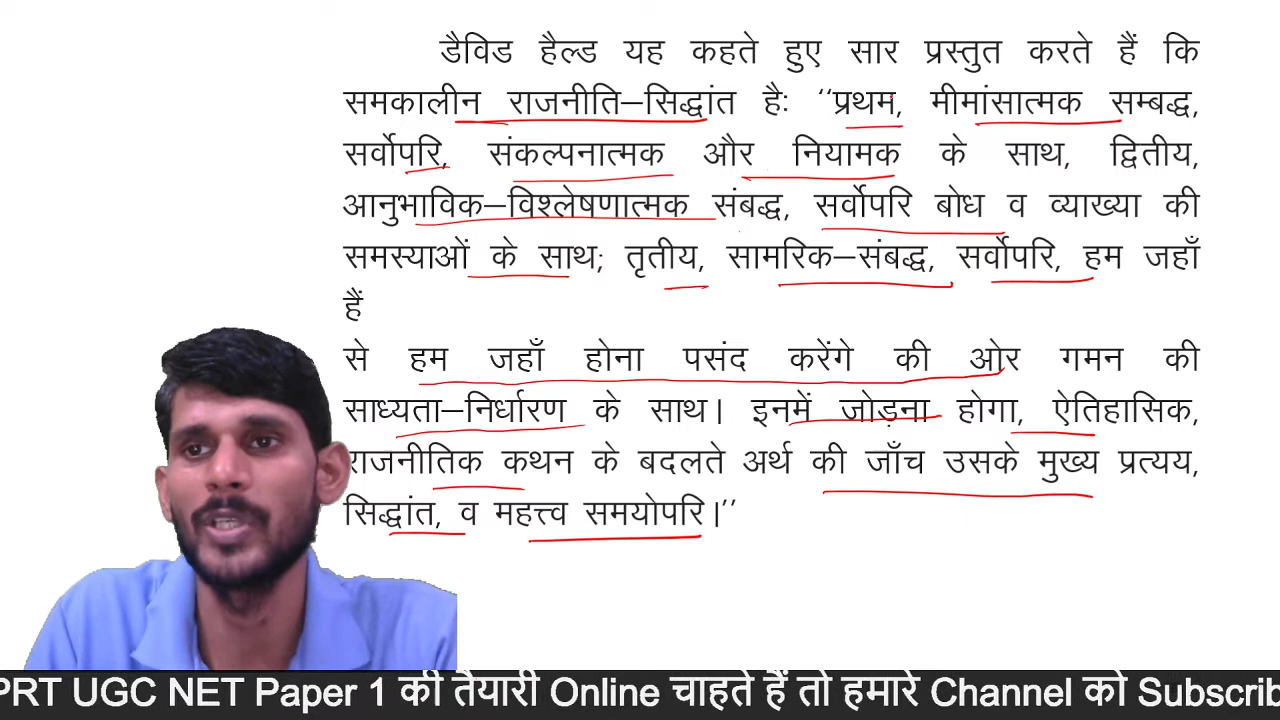 डैविड हैल्ड यह कहते हुए सार प्रस्तुत करते हैं कि
समकालीन राजनीति–सिद्धांत हैः ‘‘प्रथम, मीमांसात्मक सम्बद्ध,
सर्वोपरि, संकल्पनात्मक और नियामक के साथ, द्वितीय,
आनुभाविक–विश्लेषणात्मक संबद्ध, सर्वोपरि बोध व व्याख्या की
समस्याओं के साथ; तृतीय, सामरिक–संबद्ध, सर्वोपरि, हम जहाँ
हैं
से हम जहाँ होना पसंद करेंगे की ओर गमन की
साध्यता–निर्धारण के साथ। इनमें जोड़ना होगा, ऐतिहासिक,
राजनीतिक कथन के बदलते अर्थ की जाँच उसके मुख्य प्रत्यय,
सिद्धांत, व महत्त्व समयोपरि।’’
PRT UGC NET Paper 1 की तैयारी Online चाहते हैं तो हमारे Channel को Subscrib